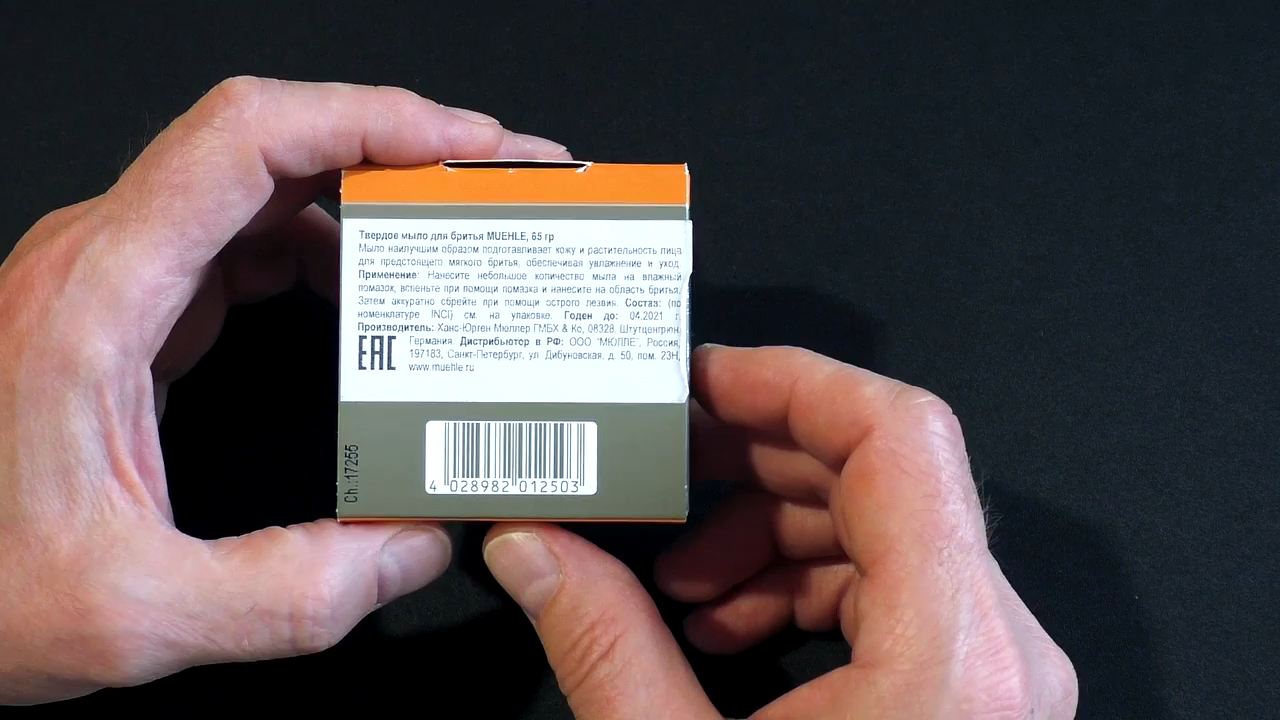 Твердое мыло для бритья MUEHLE, 65 гр
Мыло наилучшим образом подготавливает кожу и растительность лица
для предстоящего мягкого бритья, обеспечивая увлажнение и уход.
Применение: Нанесите небольшое количество мыла на влажный
помазок, вспеньте при помощи помазка и нанесите на область бритья.
Затем аккуратно сбрейте при помощи острого лезвия. Состав: (по
номенклатуре INCI) см. на упаковке. Годен до: 04.2021 г.
Производитель: Ханс-Юрген Мюллер ГМБХ & Ко, 08328. Штутценгрюн,
Германия. Дистрибьютор в РФ: ООО "МЮЛЛЕ", Россия,
197183, Санкт-Петербург, ул. Дибуновская, д. 50, пом. 23Н,
www.muehle.ru
EAC
Ch.:17255
4 028982 012503